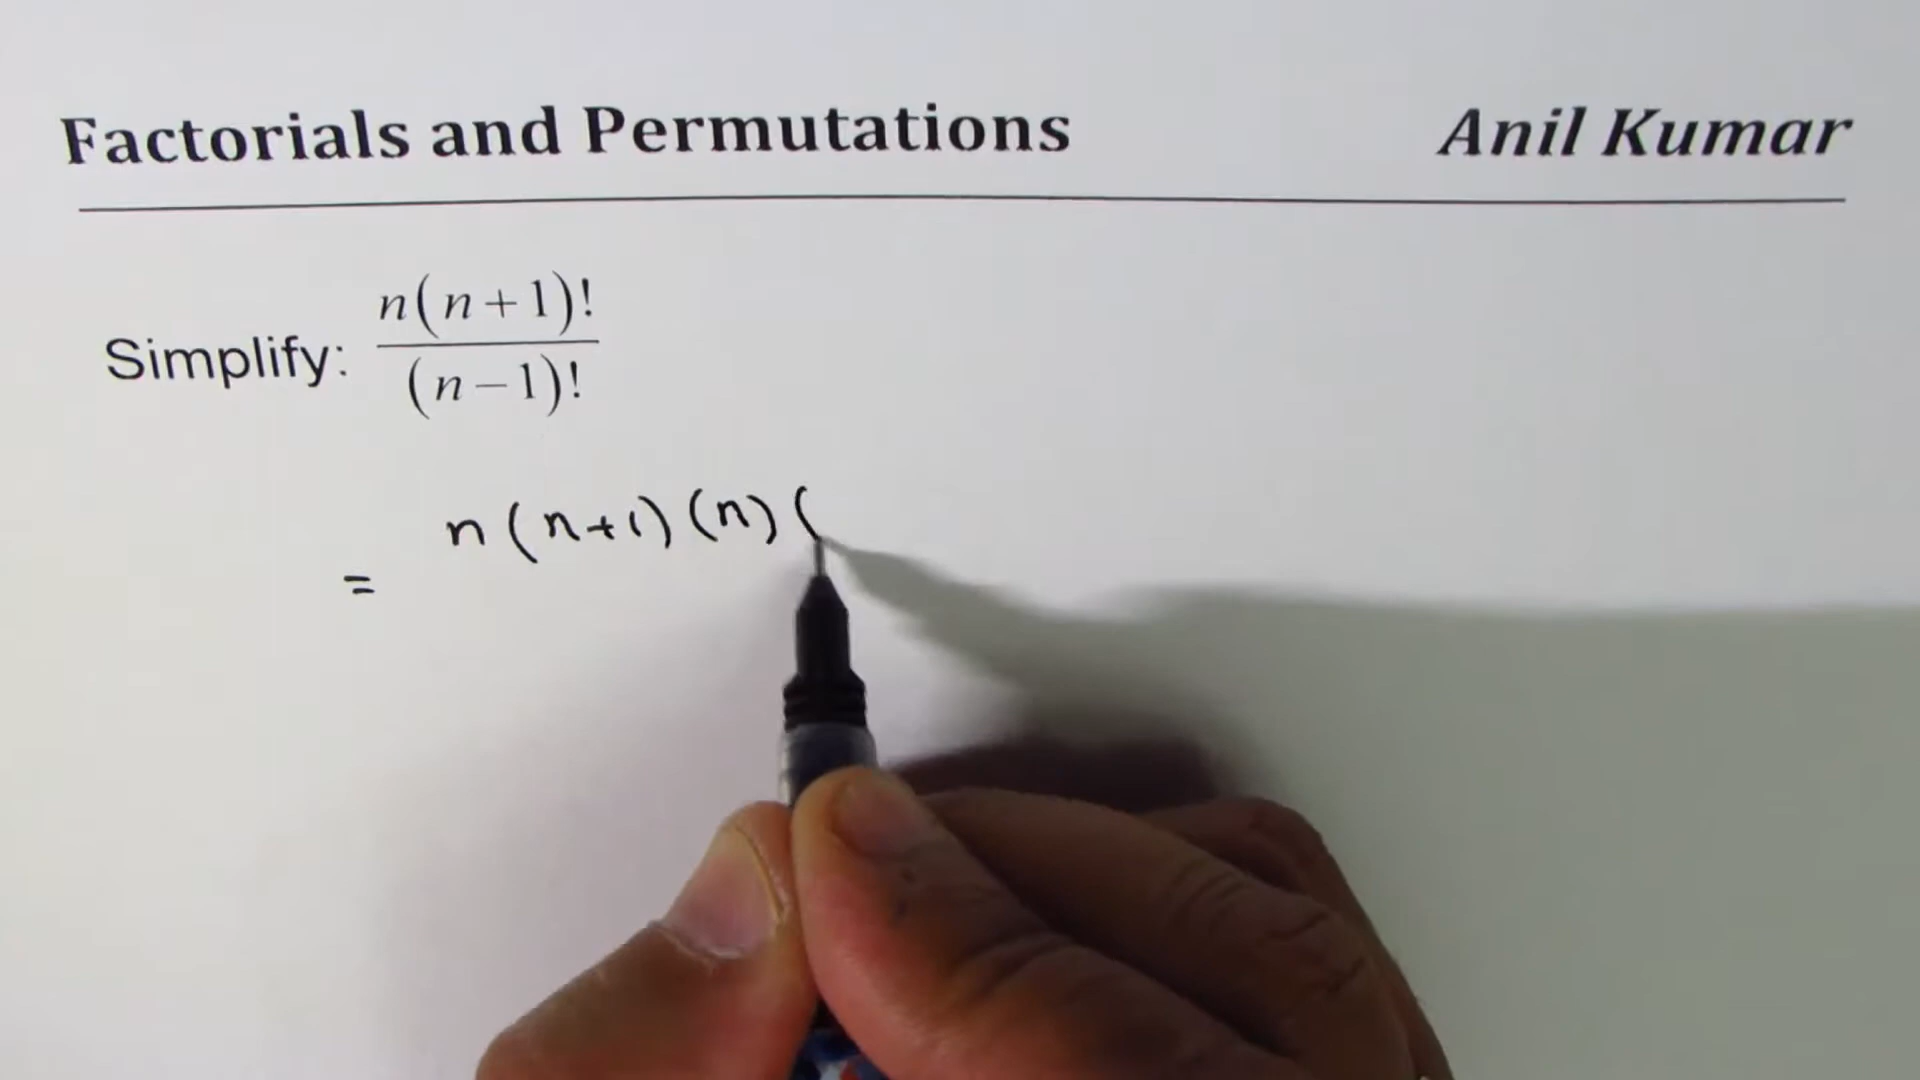 Factorials and Permutations Anil Kumar
Simplify: n(n+1)! / (n−1)!
n(n+1)(n)(
=